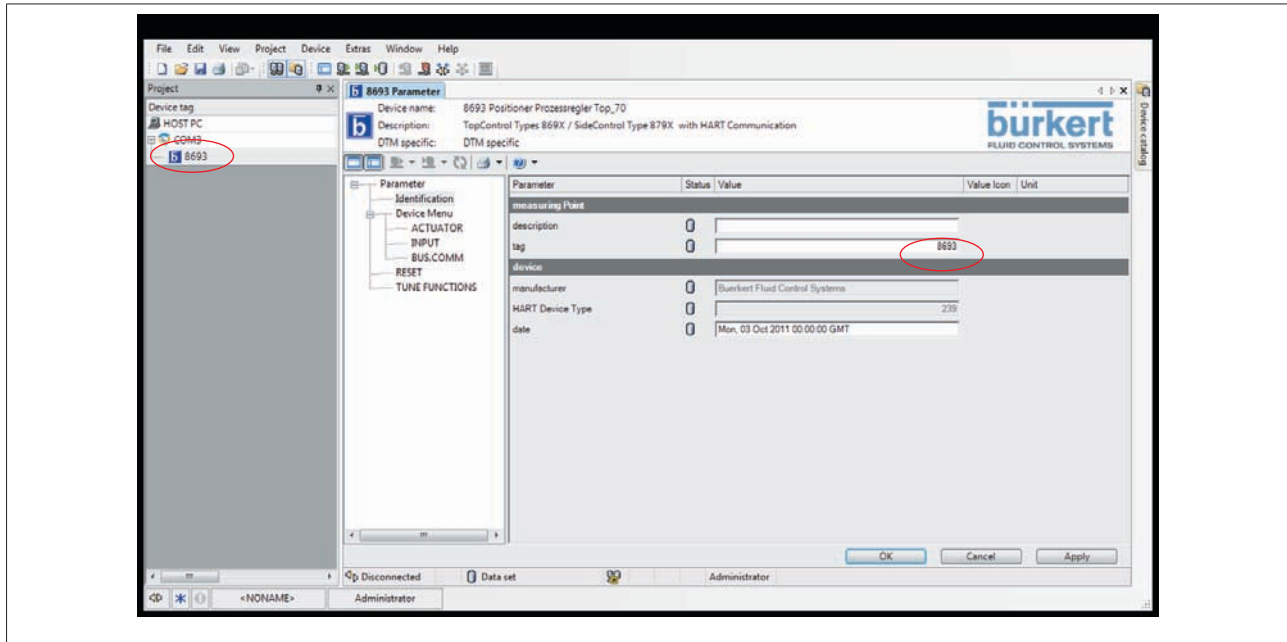 File Edit View Project Device Extras Window Help
Project
Device tag
HOST PC
COM3
8693
8693 Parameter
Device name: 8693 Positioner Prozessregler Top_70
Description: TopControl Types 869X / SideControl Type 879X with HART Communication
DTM specific: DTM specific
bürkert
FLUID CONTROL SYSTEMS
Device catalog
Parameter
Identification
Device Menu
ACTUATOR
INPUT
BUS.COMM
RESET
TUNE FUNCTIONS
Parameter Status Value Value Icon Unit
measuring Point
description
tag 8693
device
manufacturer Buerkert Fluid Control Systems
HART Device Type 239
date Mon, 03 Oct 2011 00:00:00 GMT
OK Cancel Apply
Disconnected Data set Administrator
<NONAME> Administrator